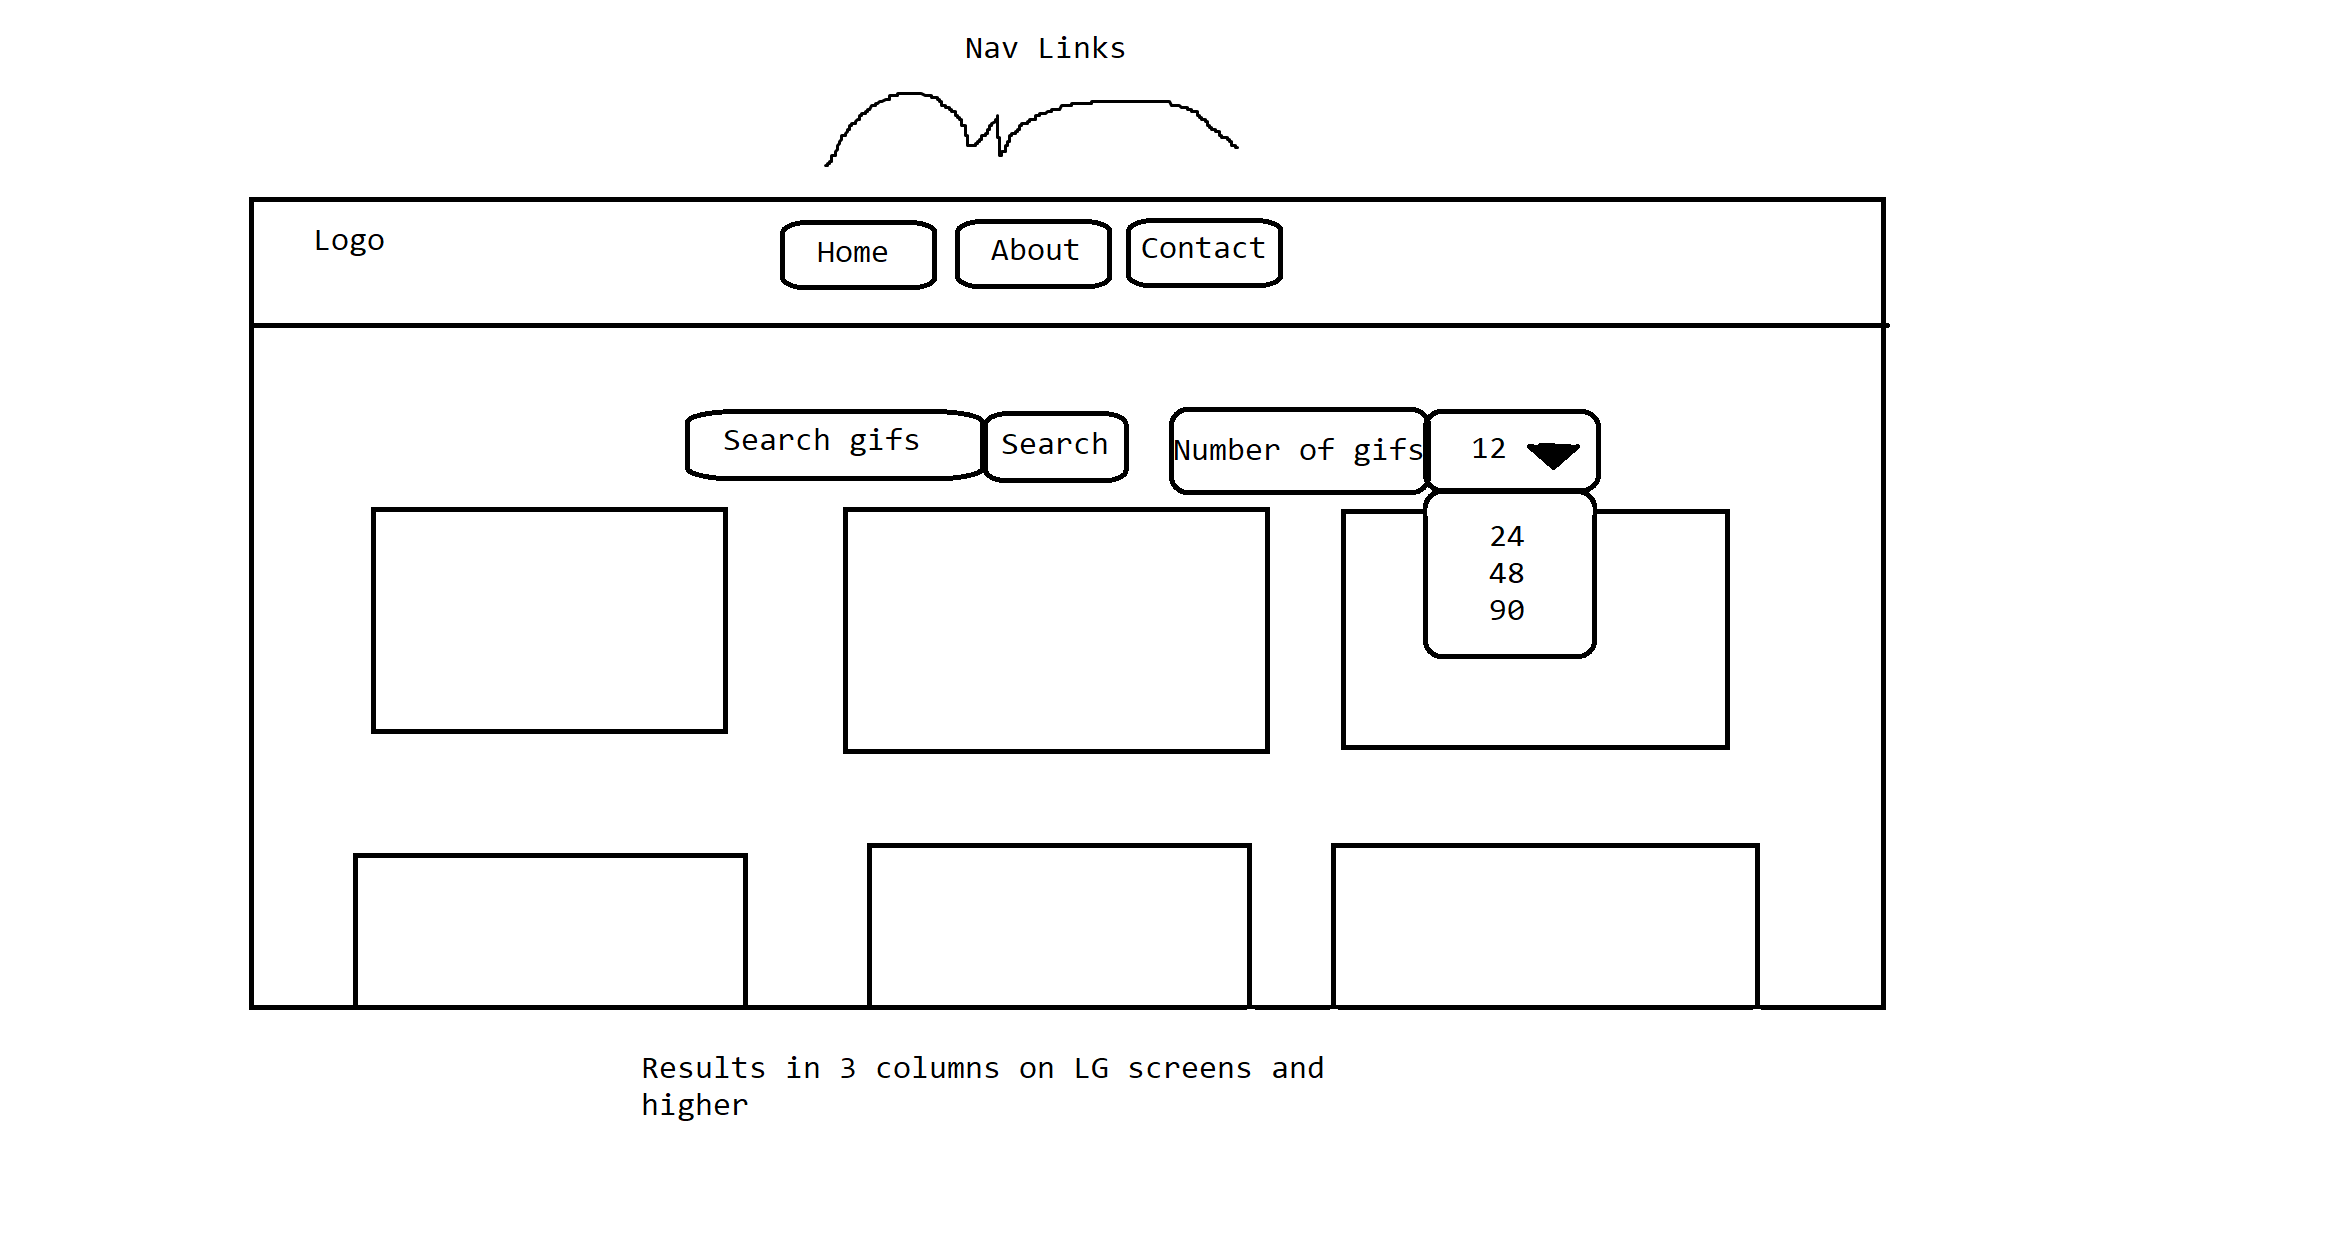 Nav Links
Logo
Home
About
Contact
Search gifs
Search
Number of gifs
12
24
48
90
Results in 3 columns on LG screens and
higher